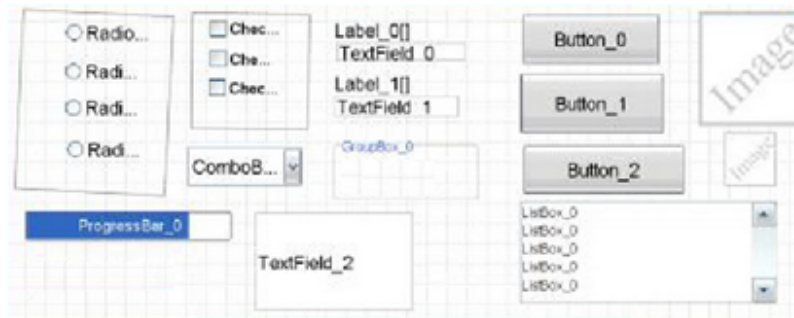 Radio...
Radi...
Radi...
Radi...
Chec...
Che...
Chec...
Label_0[]
TextField_0
Label_1[]
TextField_1
Button_0
Button_1
Button_2
Image
Image
ComboB...
GroupBox_0
ProgressBar_0
TextField_2
ListBox_0
ListBox_0
ListBox_0
ListBox_0
ListBox_0